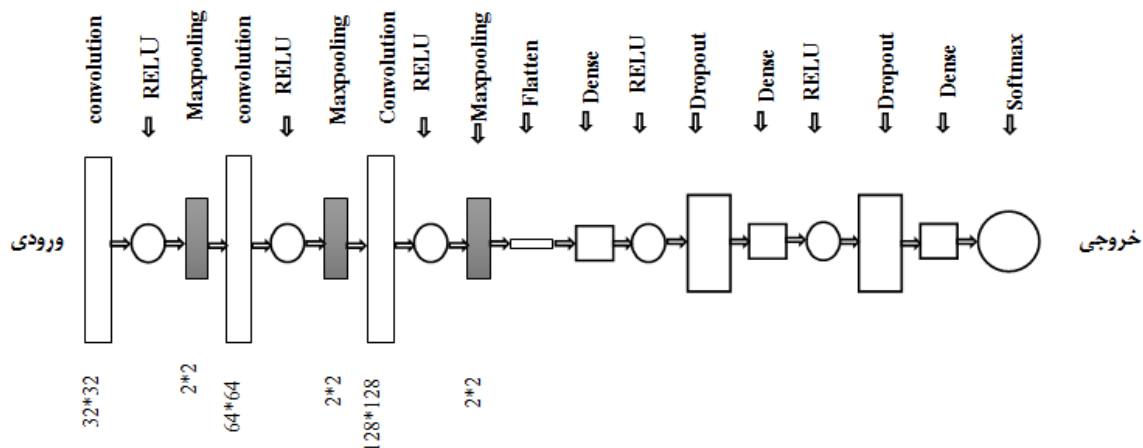 convolution
RELU
Maxpooling
convolution
RELU
Maxpooling
Convolution
RELU
Maxpooling
Flatten
Dense
RELU
Dropout
Dense
RELU
Dropout
Dense
Softmax
ورودی
خروجی
32*32
2*2
64*64
2*2
128*128
2*2